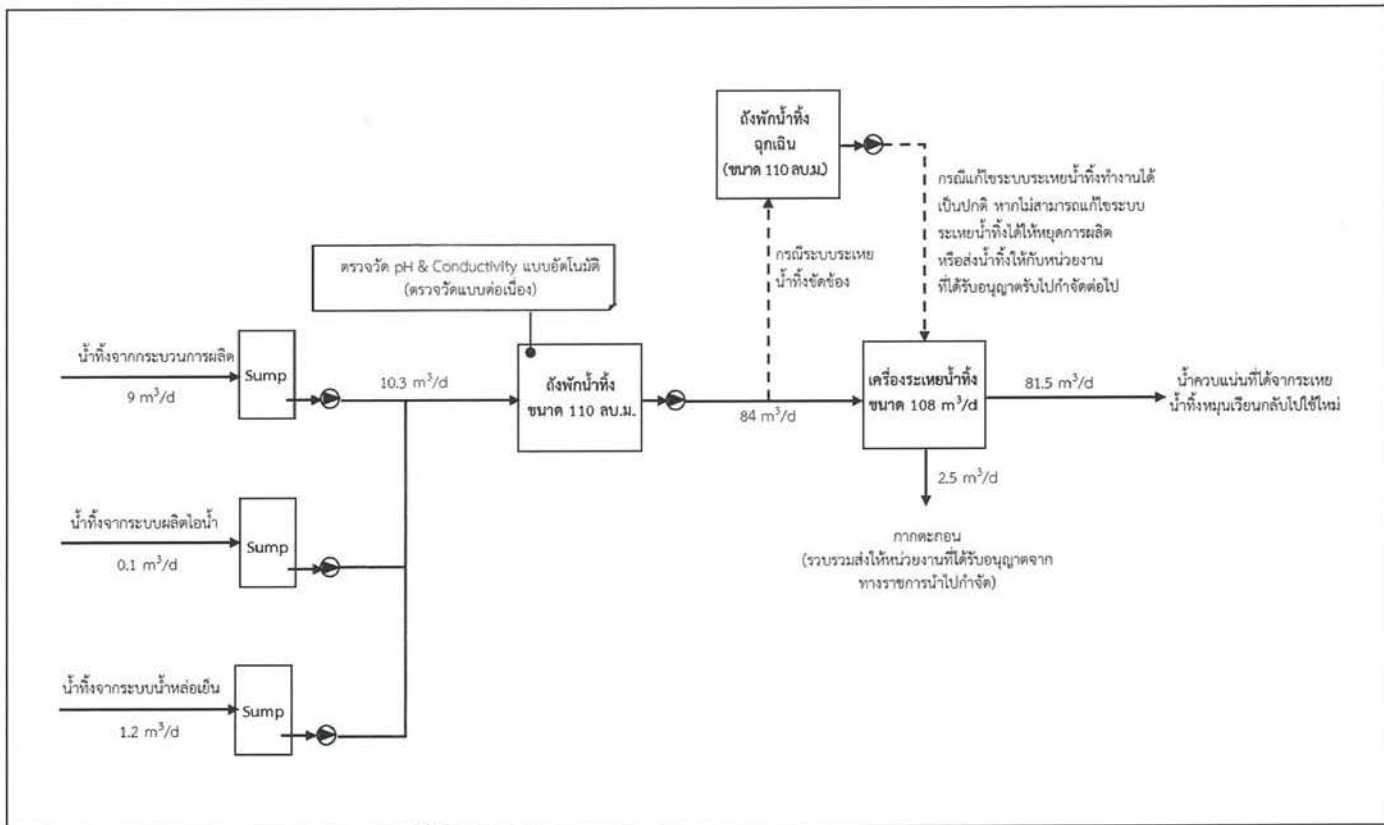 ถังพักน้ำทิ้ง
ฉุกเฉิน
(ขนาด 110 ลบ.ม.)
กรณีแก้ไขระบบระเหยน้ำทิ้งทำงานได้
เป็นปกติ หากไม่สามารถแก้ไขระบบ
ระเหยน้ำทิ้งได้ให้หยุดการผลิต
หรือส่งน้ำทิ้งให้กับหน่วยงาน
ที่ได้รับอนุญาตรับไปกำจัดต่อไป
กรณีระบบระเหย
น้ำทิ้งขัดข้อง
ตรวจวัด pH & Conductivity แบบอัตโนมัติ
(ตรวจวัดแบบต่อเนื่อง)
น้ำทิ้งจากกระบวนการผลิต
9 m³/d
Sump
10.3 m³/d
ถังพักน้ำทิ้ง
ขนาด 110 ลบ.ม.
84 m³/d
เครื่องระเหยน้ำทิ้ง
ขนาด 108 m³/d
81.5 m³/d
น้ำควบแน่นที่ได้จากระเหย
น้ำทิ้งหมุนเวียนกลับไปใช้ใหม่
2.5 m³/d
กากตะกอน
(รวบรวมส่งให้หน่วยงานที่ได้รับอนุญาตจาก
ทางราชการนำไปกำจัด)
น้ำทิ้งจากระบบผลิตไอน้ำ
0.1 m³/d
Sump
น้ำทิ้งจากระบบน้ำหล่อเย็น
1.2 m³/d
Sump